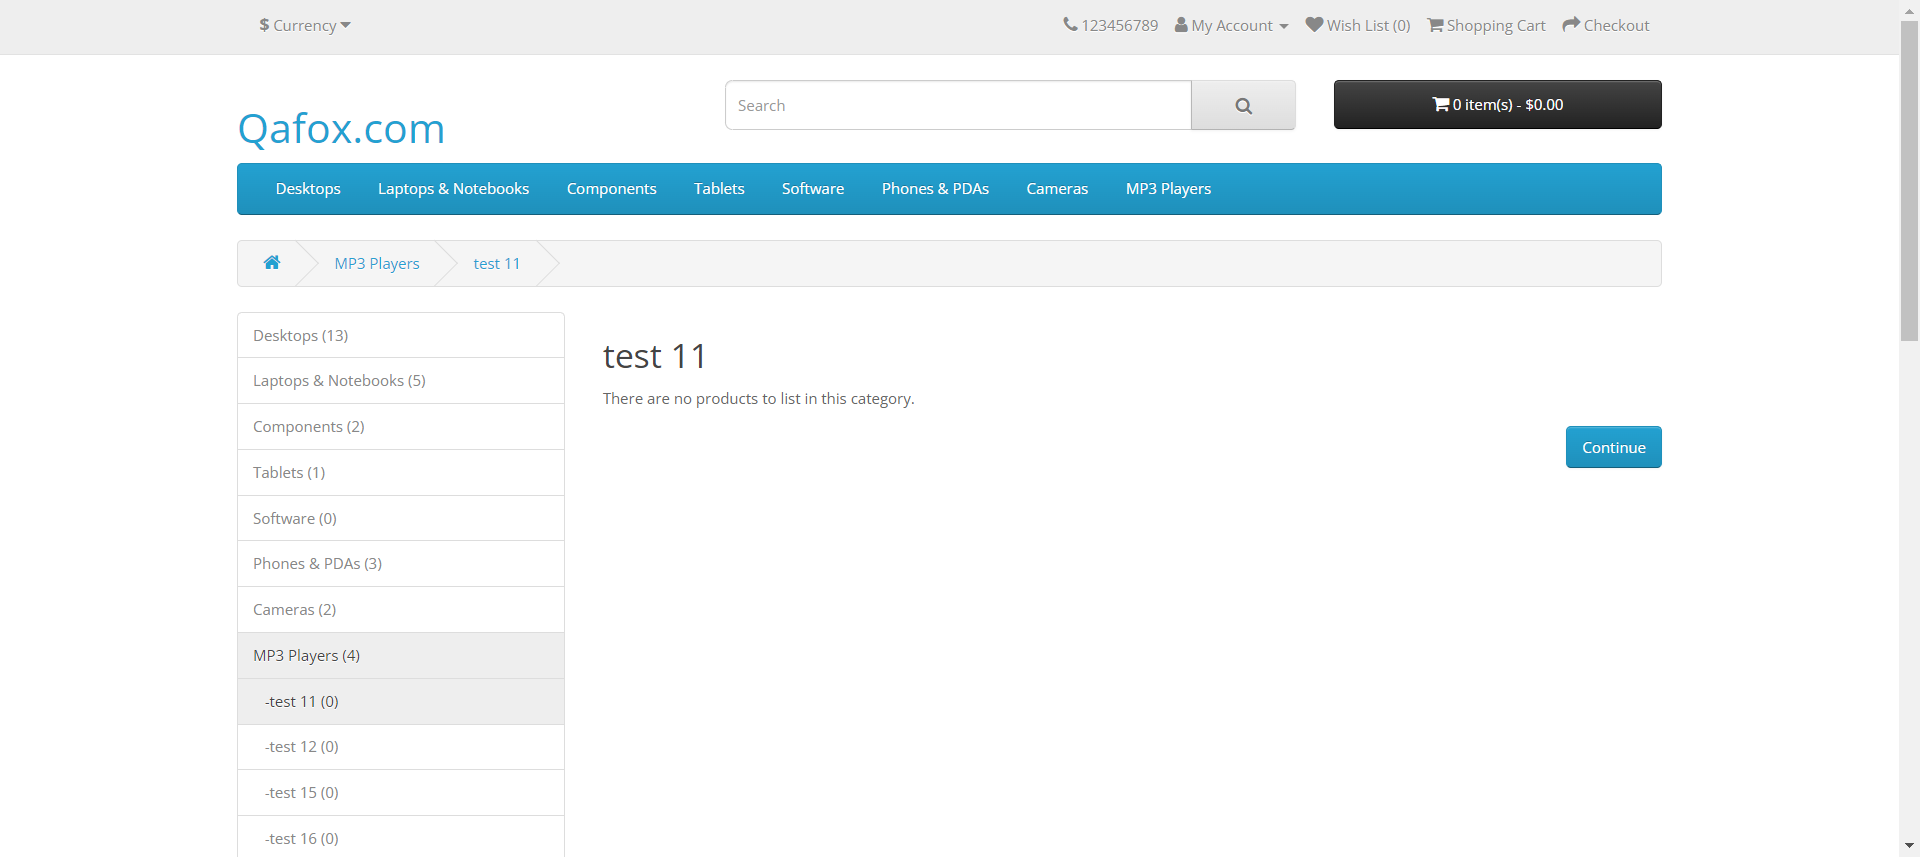 $ Currency
123456789 My Account Wish List (0) Shopping Cart Checkout
Search
0 item(s) - $0.00
Qafox.com
Desktops Laptops & Notebooks Components Tablets Software Phones & PDAs Cameras MP3 Players
MP3 Players test 11
Desktops (13)
Laptops & Notebooks (5)
Components (2)
Tablets (1)
Software (0)
Phones & PDAs (3)
Cameras (2)
MP3 Players (4)
-test 11 (0)
-test 12 (0)
-test 15 (0)
-test 16 (0)
test 11
There are no products to list in this category.
Continue